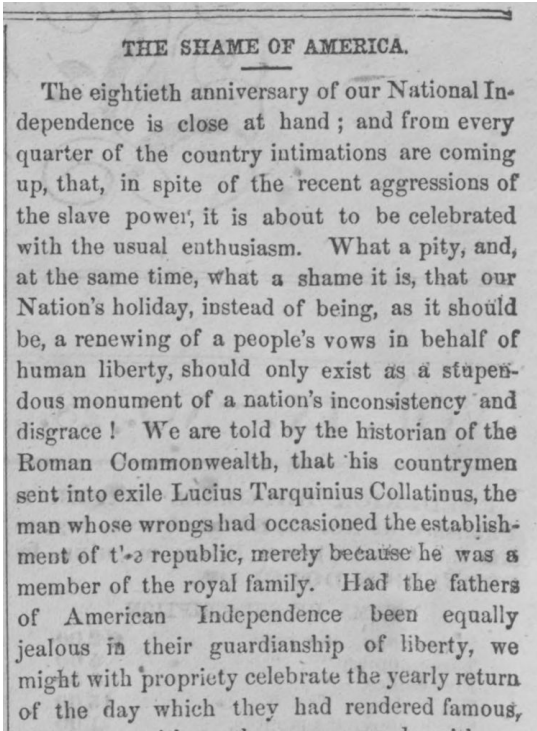 THE SHAME OF AMERICA.
The eightieth anniversary of our National In-
dependence is close at hand ; and from every
quarter of the country intimations are coming
up, that, in spite of the recent aggressions of
the slave power, it is about to be celebrated
with the usual enthusiasm. What a pity, and,
at the same time, what a shame it is, that our
Nation's holiday, instead of being, as it should
be, a renewing of a people's vows in behalf of
human liberty, should only exist as a stupen-
dous monument of a nation's inconsistency and
disgrace ! We are told by the historian of the
Roman Commonwealth, that his countrymen
sent into exile Lucius Tarquinius Collatinus, the
man whose wrongs had occasioned the establish-
ment of republic, merely because he was a
member of the royal family. Had the fathers
of American Independence been equally
jealous in their guardianship of liberty, we
might with propriety celebrate the yearly return
of the day which they had rendered famous,